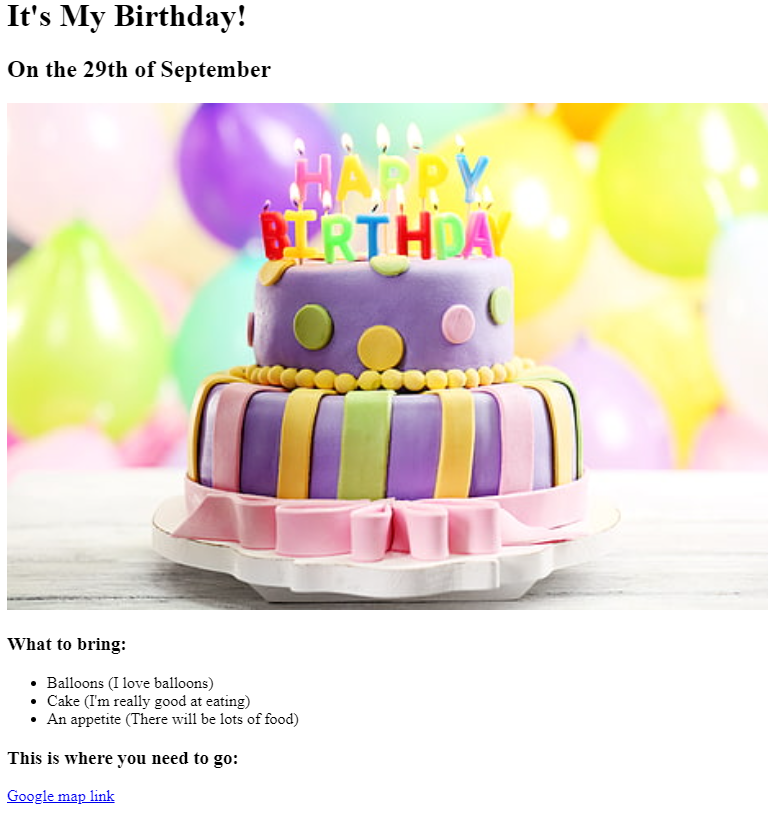 It's My Birthday!
On the 29th of September
HAPPY
BIRTHDAY
What to bring:
Balloons (I love balloons)
Cake (I'm really good at eating)
An appetite (There will be lots of food)
This is where you need to go:
Google map link